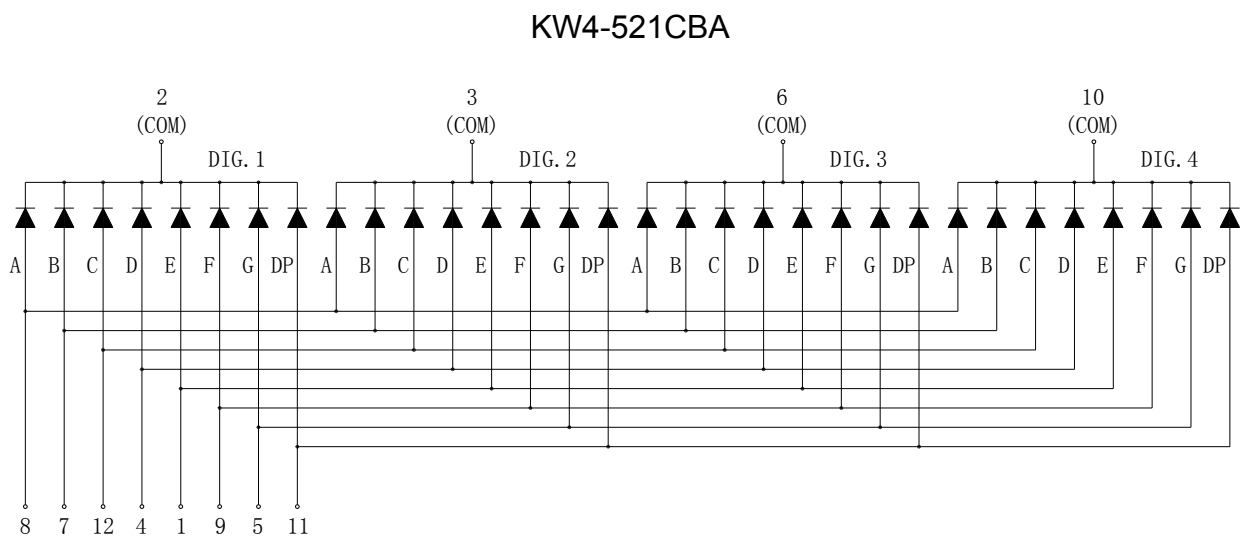 KW4-521CBA
2 3 6 10
(COM) (COM) (COM) (COM)
DIG.1 DIG.2 DIG.3 DIG.4
A B C D E F G DP A B C D E F G DP A B C D E F G DP A B C D E F G DP
8 7 12 4 1 9 5 11